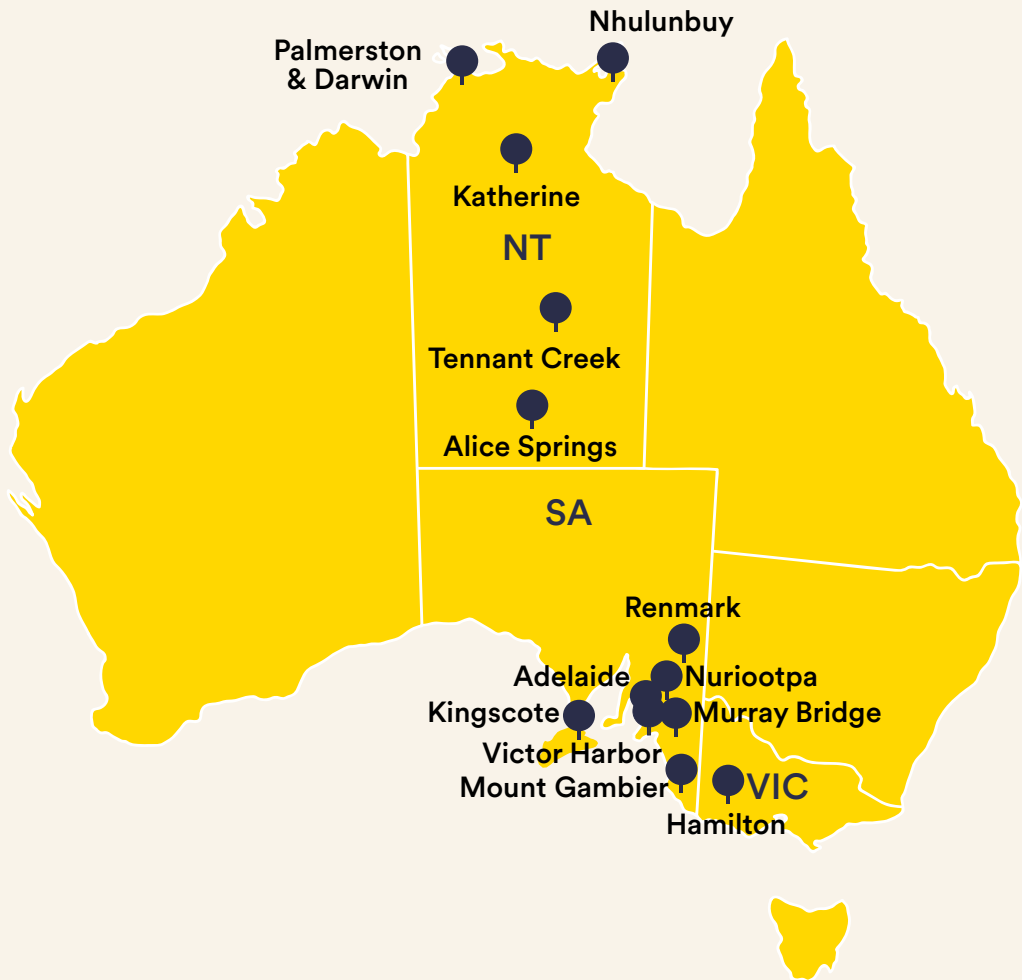 Nhulunbuy
Palmerston
& Darwin
Katherine
NT
Tennant Creek
Alice Springs
SA
Renmark
Adelaide
Nuriootpa
Kingscote
Murray Bridge
Victor Harbor
Mount Gambier
VIC
Hamilton